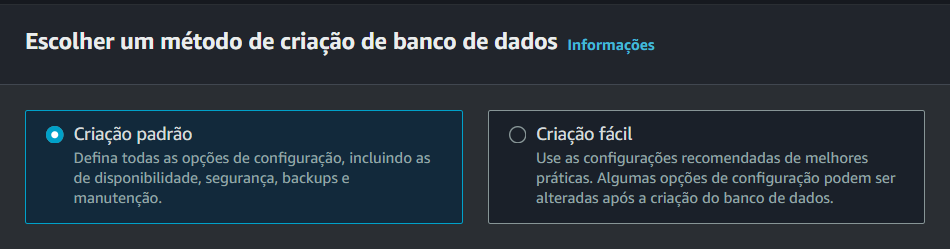 Escolher um método de criação de banco de dados Informações
Criação padrão
Defina todas as opções de configuração, incluindo as
de disponibilidade, segurança, backups e
manutenção.
Criação fácil
Use as configurações recomendadas de melhores
práticas. Algumas opções de configuração podem ser
alteradas após a criação do banco de dados.